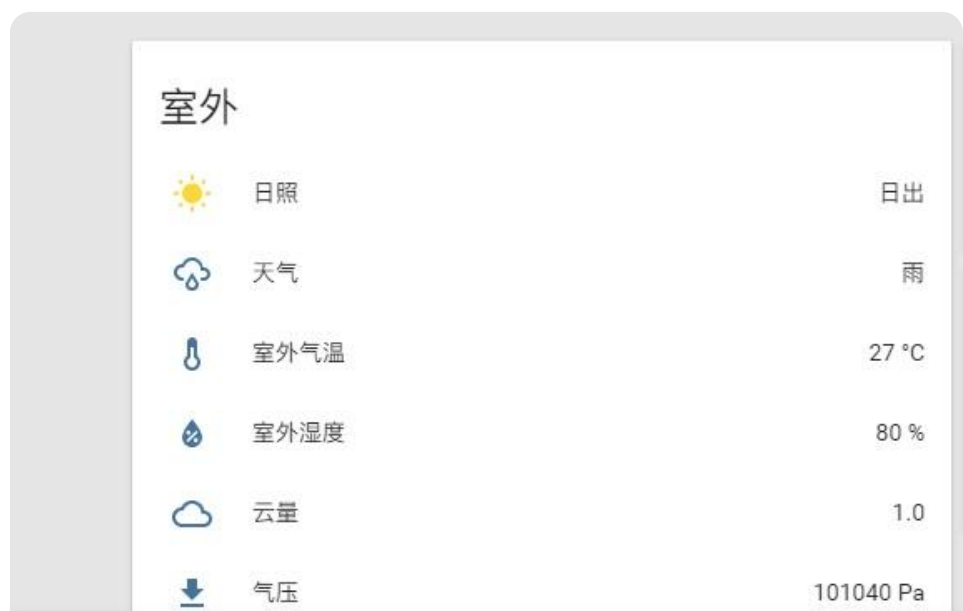 室外
日照 日出
天气 雨
室外气温 27 °C
室外湿度 80 %
云量 1.0
气压 101040 Pa